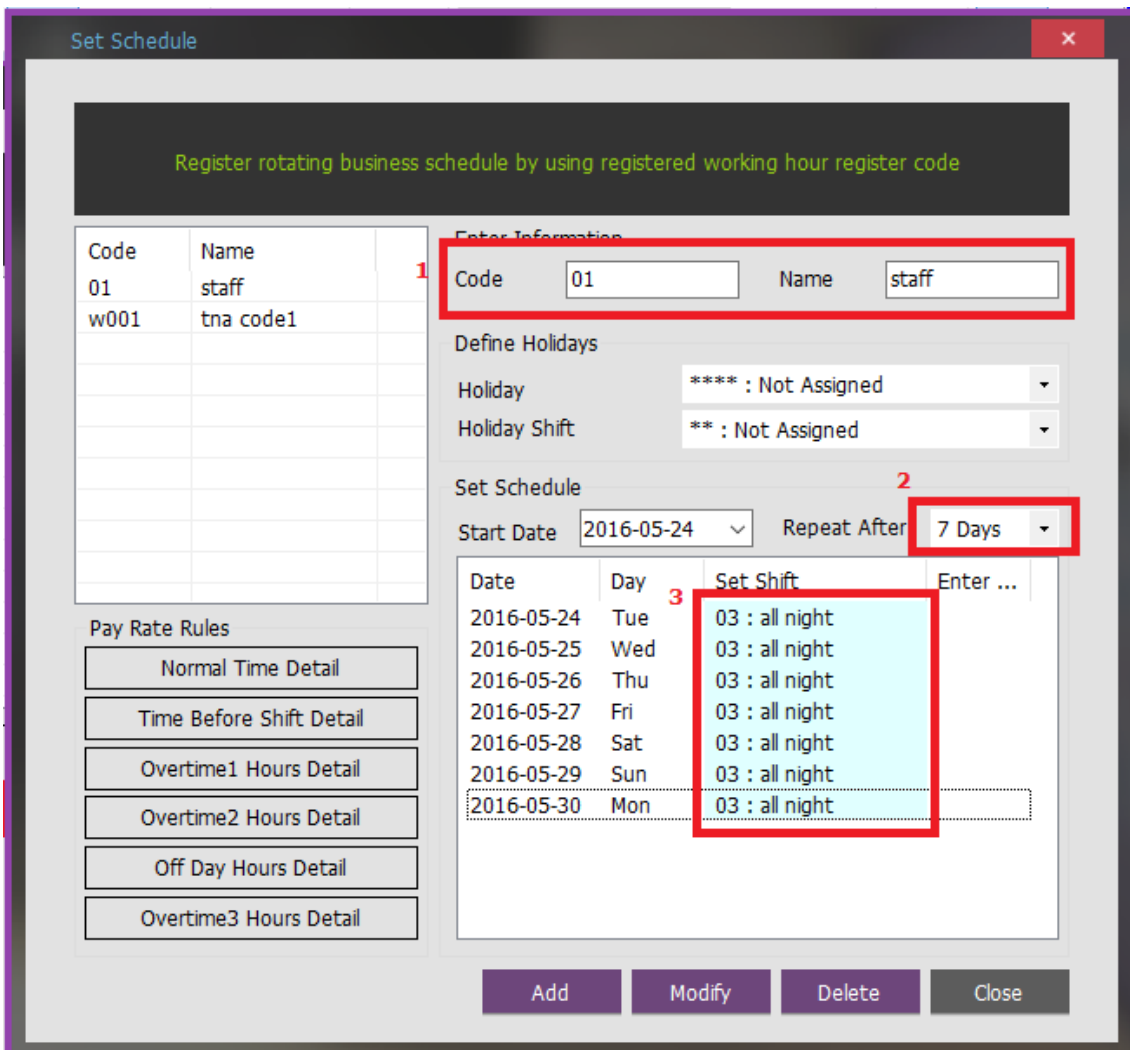 Set Schedule
×
Register rotating business schedule by using registered working hour register code
Code Name
01 staff
w001 tna code1
Enter Information
1
Code 01 Name staff
Define Holidays
Holiday **** : Not Assigned
Holiday Shift ** : Not Assigned
Set Schedule
2
Start Date 2016-05-24 Repeat After 7 Days
Date Day Set Shift Enter ...
3
2016-05-24 Tue 03 : all night
2016-05-25 Wed 03 : all night
2016-05-26 Thu 03 : all night
2016-05-27 Fri 03 : all night
2016-05-28 Sat 03 : all night
2016-05-29 Sun 03 : all night
2016-05-30 Mon 03 : all night
Pay Rate Rules
Normal Time Detail
Time Before Shift Detail
Overtime1 Hours Detail
Overtime2 Hours Detail
Off Day Hours Detail
Overtime3 Hours Detail
Add Modify Delete Close